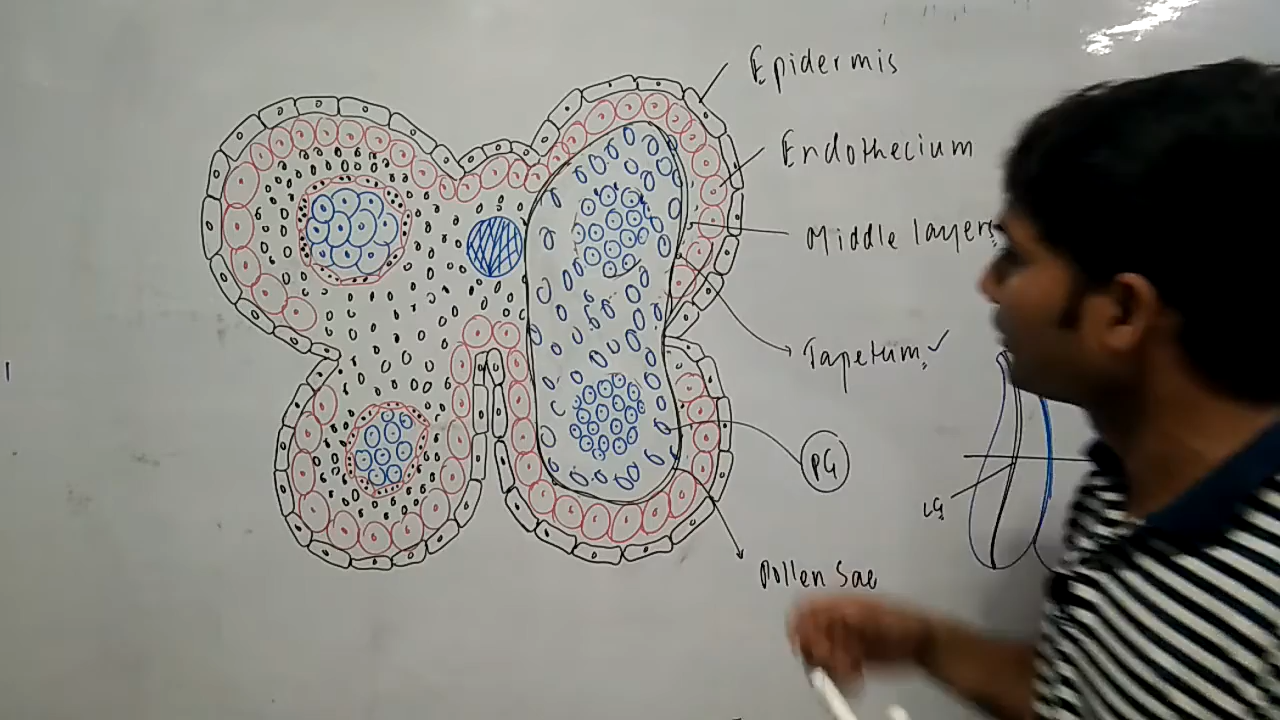 Epidermis
Endothecium
Middle layers
Tapetum
PG
Pollen Sac
LG